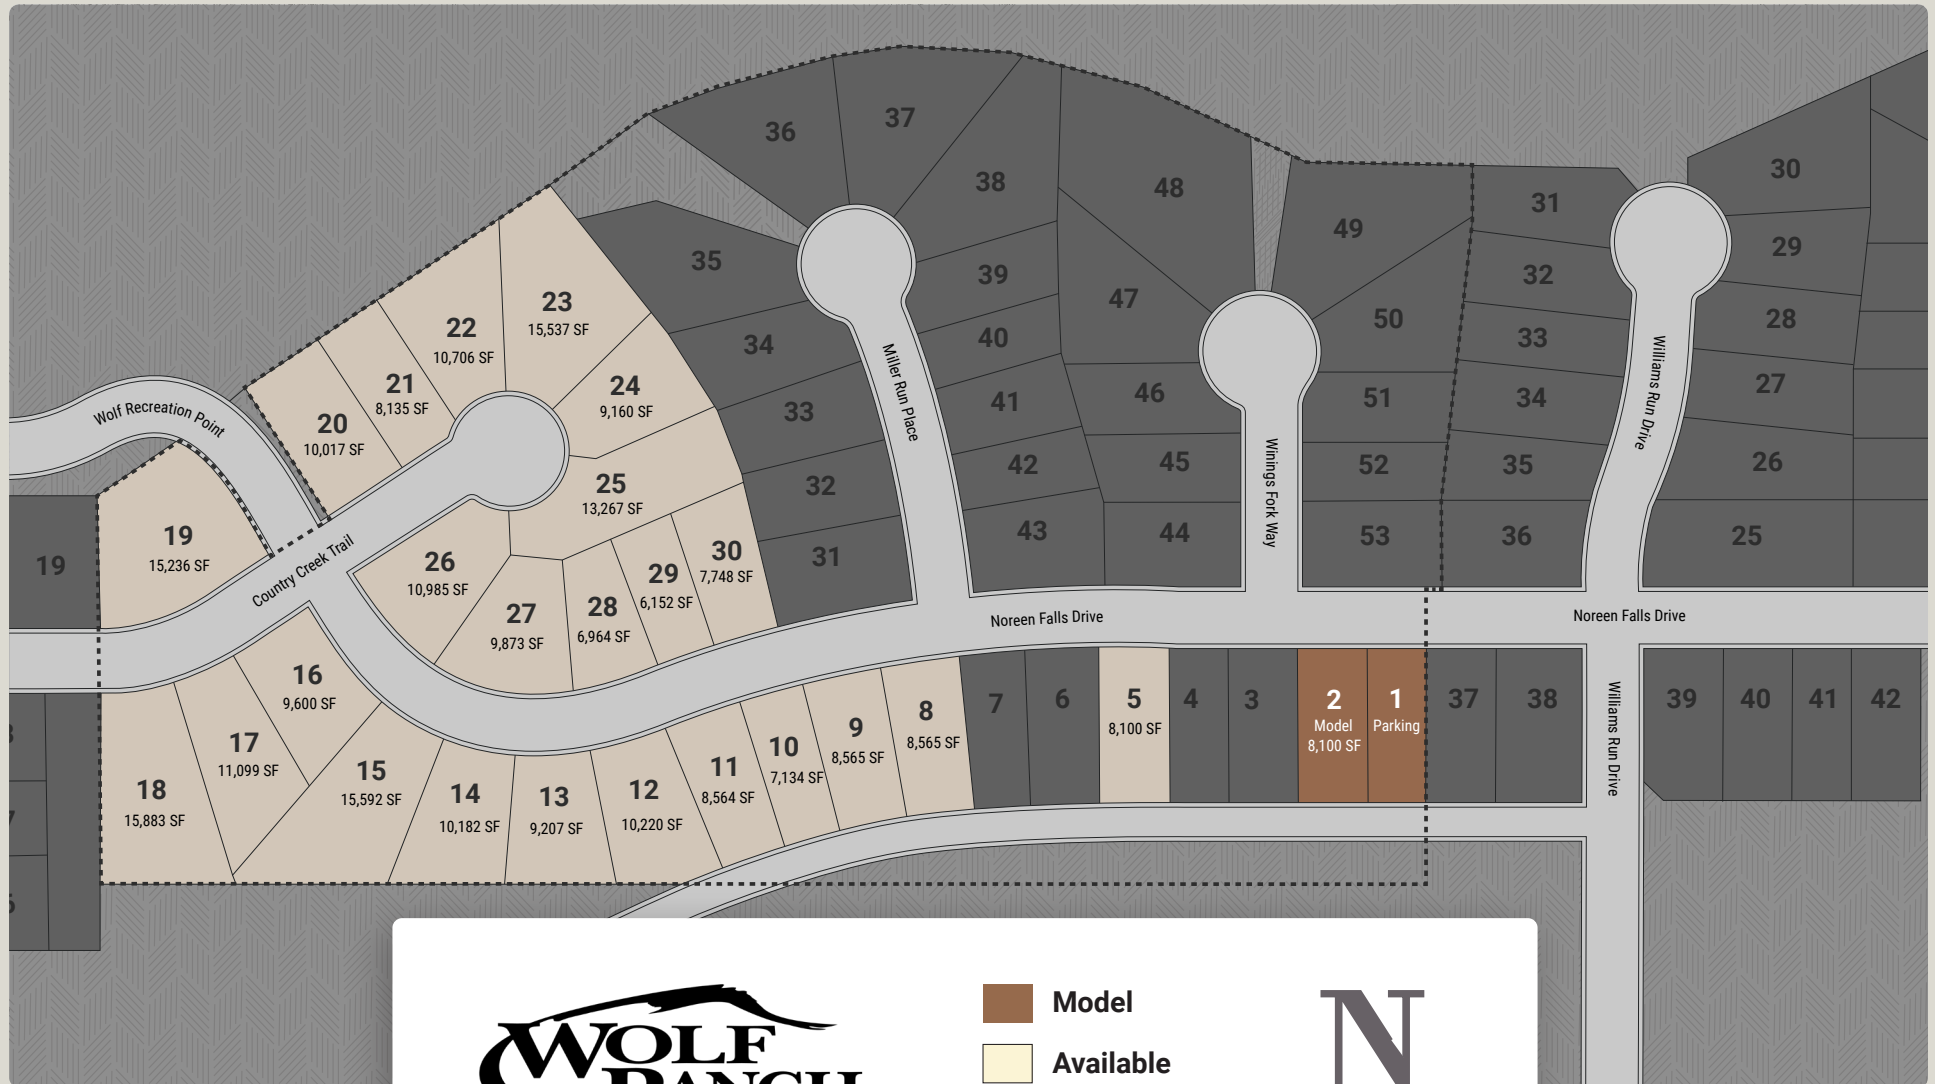 36
37
38
48
49
31
30
35
39
47
50
32
29
23
15,537 SF
22
10,706 SF
34
40
33
28
24
9,160 SF
21
8,135 SF
20
10,017 SF
33
41
46
51
34
27
Wolf Recreation Point
Miller Run Place
Winings Fork Way
Williams Run Drive
25
13,267 SF
32
42
45
52
35
26
19
19
15,236 SF
Country Creek Trail
26
10,985 SF
27
9,873 SF
28
6,964 SF
29
6,152 SF
30
7,748 SF
31
43
44
53
36
25
Noreen Falls Drive
Noreen Falls Drive
16
9,600 SF
17
11,099 SF
18
15,883 SF
15
15,592 SF
14
10,182 SF
13
9,207 SF
12
10,220 SF
11
8,564 SF
10
7,134 SF
9
8,565 SF
8
8,565 SF
7
6
5
8,100 SF
4
3
2
Model
8,100 SF
1
Parking
37
38
Williams Run Drive
39
40
41
42
WOLF
RANCH
Model
Available
N